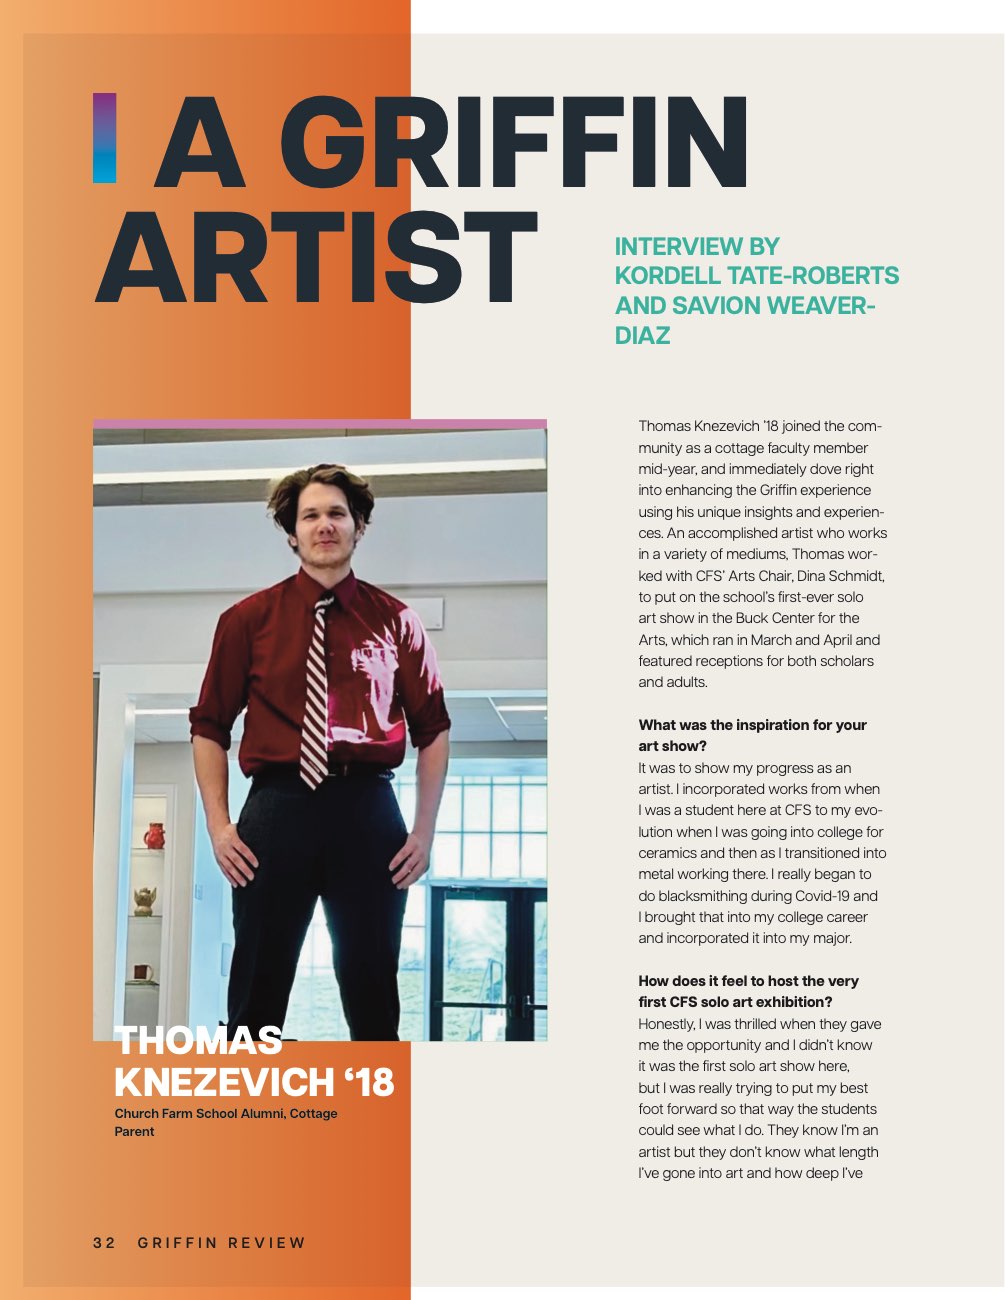 A GRIFFIN
ARTIST
INTERVIEW BY
KORDELL TATE-ROBERTS
AND SAVION WEAVER-
DIAZ
Thomas Knezevich ’18 joined the com-
munity as a cottage faculty member
mid-year, and immediately dove right
into enhancing the Griffin experience
using his unique insights and experien-
ces. An accomplished artist who works
in a variety of mediums, Thomas wor-
ked with CFS’ Arts Chair, Dina Schmidt,
to put on the school’s first-ever solo
art show in the Buck Center for the
Arts, which ran in March and April and
featured receptions for both scholars
and adults.
What was the inspiration for your
art show?
It was to show my progress as an
artist. I incorporated works from when
I was a student here at CFS to my evo-
lution when I was going into college for
ceramics and then as I transitioned into
metal working there. I really began to
do blacksmithing during Covid-19 and
I brought that into my college career
and incorporated it into my major.
How does it feel to host the very
first CFS solo art exhibition?
Honestly, I was thrilled when they gave
me the opportunity and I didn’t know
it was the first solo art show here,
but I was really trying to put my best
foot forward so that way the students
could see what I do. They know I’m an
artist but they don’t know what length
I’ve gone into art and how deep I’ve
THOMAS
KNEZEVICH ‘18
Church Farm School Alumni, Cottage
Parent
32 GRIFFIN REVIEW